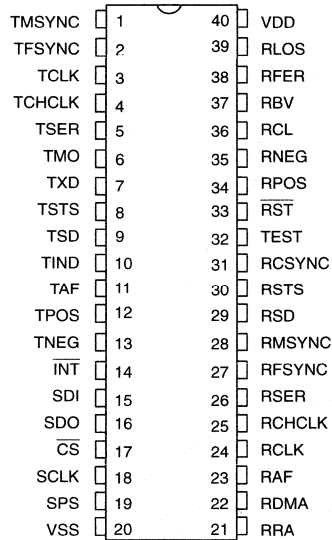 TMSYNC 1 40 VDD
TFSYNC 2 39 RLOS
TCLK 3 38 RFER
TCHCLK 4 37 RBV
TSER 5 36 RCL
TMO 6 35 RNEG
TXD 7 34 RPOS
TSTS 8 33 RST
TSD 9 32 TEST
TIND 10 31 RCSYNC
TAF 11 30 RSTS
TPOS 12 29 RSD
TNEG 13 28 RMSYNC
INT 14 27 RFSYNC
SDI 15 26 RSER
SDO 16 25 RCHCLK
CS 17 24 RCLK
SCLK 18 23 RAF
SPS 19 22 RDMA
VSS 20 21 RRA